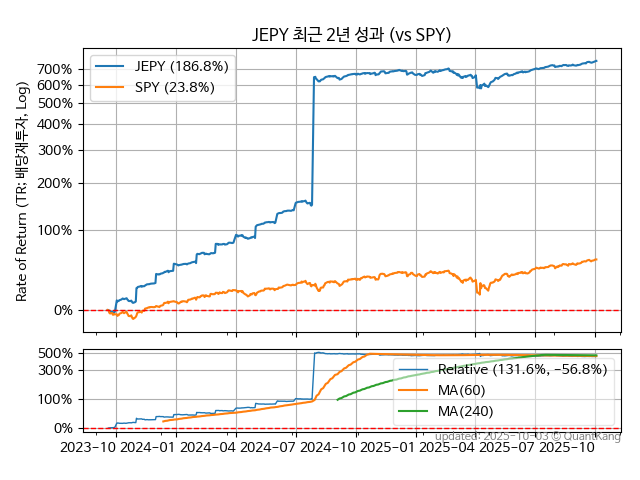 JEPY 최근 2년 성과 (vs SPY)
JEPY (186.8%)
SPY (23.8%)
Rate of Return (TR; 배당재투자, Log)
700%
600%
500%
400%
300%
200%
100%
0%
500%
300%
100%
0%
Relative (131.6%, −56.8%)
MA(60)
MA(240)
2023-10 2024-01 2024-04 2024-07 2024-10 2025-01 2025-04 2025-07 2025-10
updated: 2025-10-03 © QuantKang